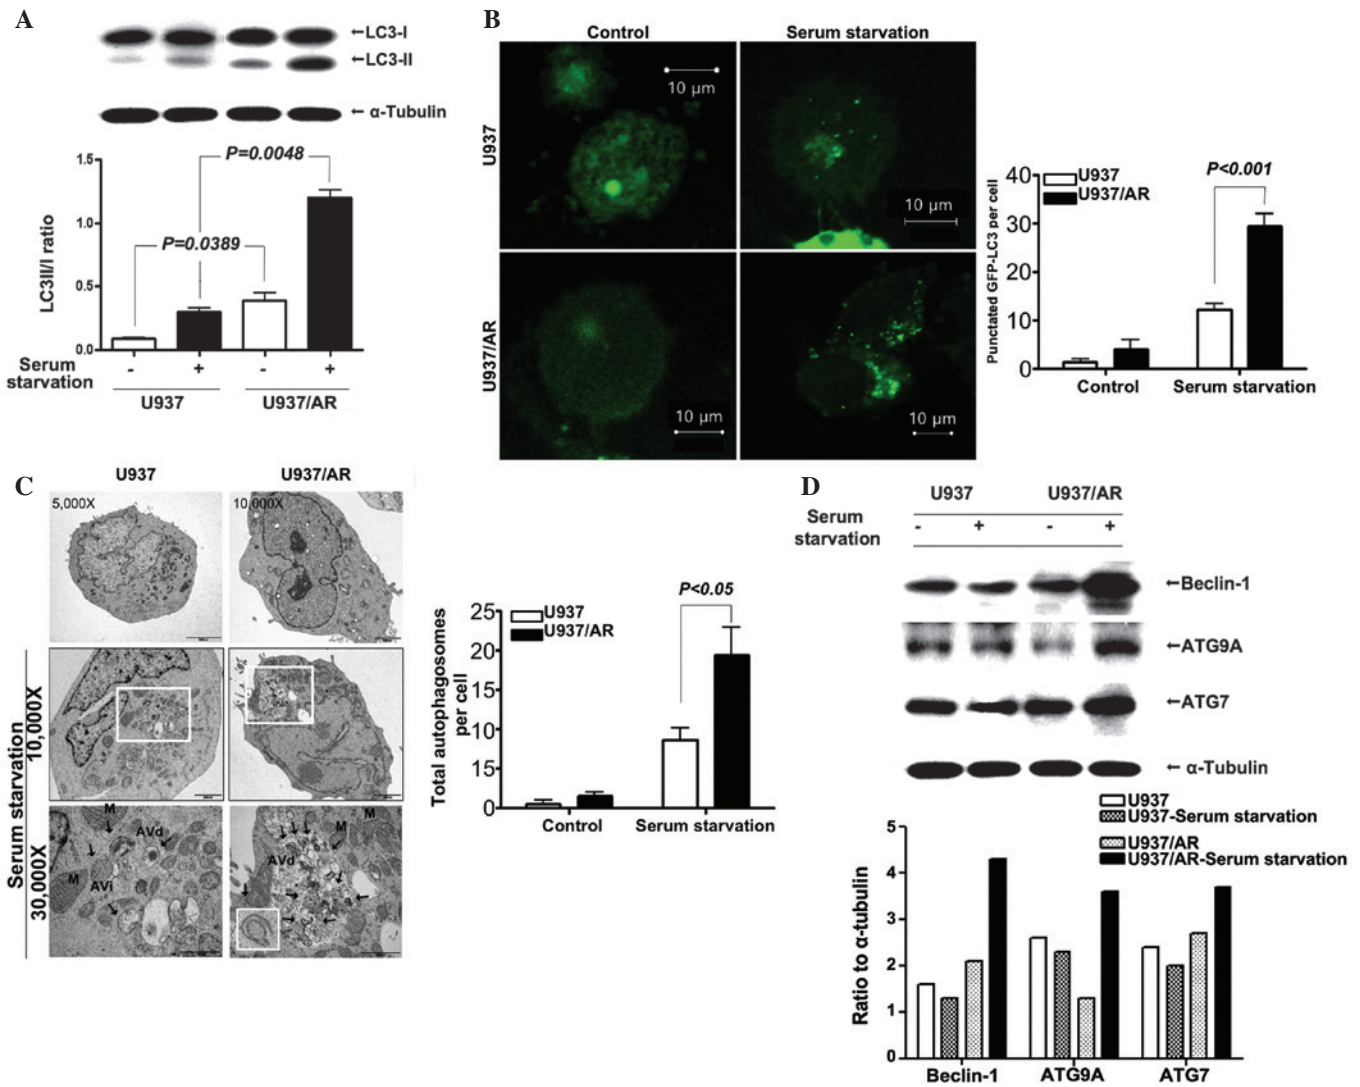 A
←LC3-I
←LC3-II
← α-Tubulin
P=0.0048
P=0.0389
LC3II/I ratio
1.5
1.0
0.5
0.0
Serum starvation
- + - +
U937 U937/AR
B
Control Serum starvation
U937
10 μm
10 μm
U937/AR
10 μm
10 μm
P<0.001
U937
U937/AR
Punctated GFP-LC3 per cell
40
30
20
10
0
Control Serum starvation
C
U937 U937/AR
5,000X
10,000X
Serum starvation
10,000X
30,000X
M
AVd
M
AVi
M
M
AVd
P<0.05
U937
U937/AR
Total autophagosomes per cell
25
20
15
10
15
0
Control Serum starvation
D
U937 U937/AR
Serum starvation
- + - +
←Beclin-1
←ATG9A
←ATG7
← α-Tubulin
U937
U937-Serum starvation
U937/AR
U937/AR-Serum starvation
Ratio to α-tubulin
5
4
3
2
1
0
Beclin-1 ATG9A ATG7